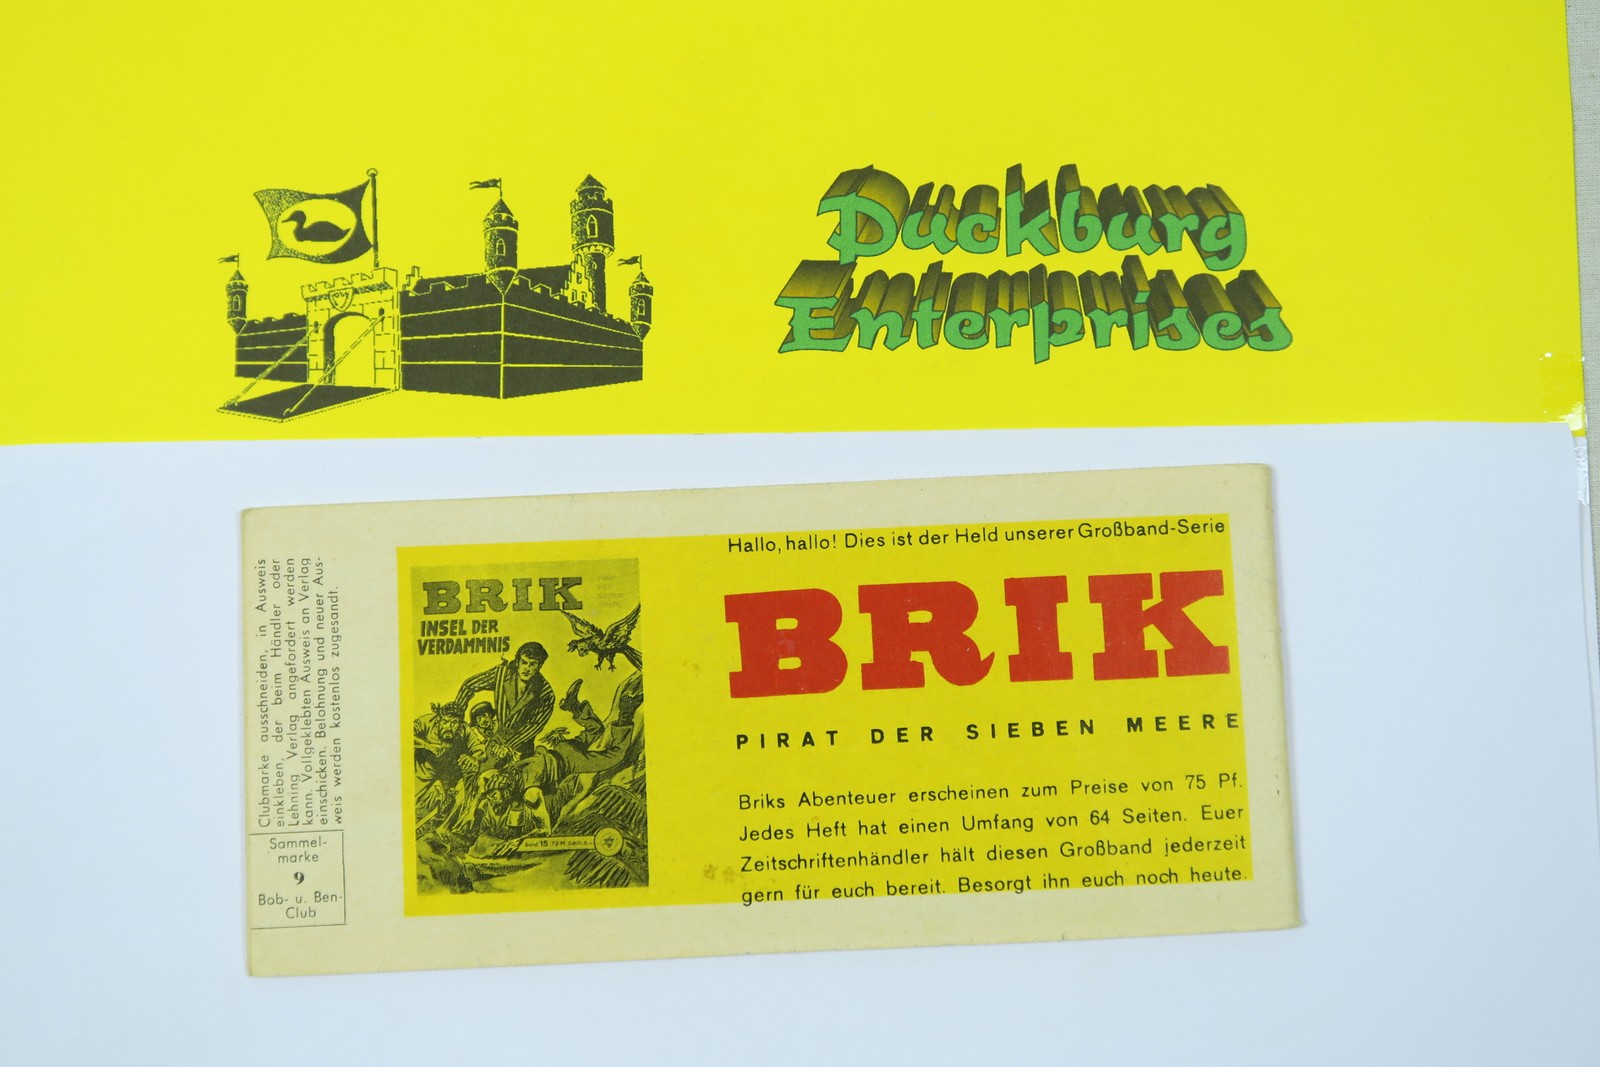 Duckburg
Enterprises
Clubmarke ausschneiden, in Ausweis
einkleben, der beim Händler oder
Lehning Verlag angefordert werden
kann. Vollgeklebten Ausweis an Verlag
einschicken. Belohnung und neuer Aus-
weis werden kostenlos zugesandt.
Sammel-
marke
9
Bob- u. Ben-
Club
BRIK
INSEL DER
VERDAMMNIS
Band 15 75 Pf
Hallo, hallo! Dies ist der Held unserer Großband-Serie
BRIK
PIRAT DER SIEBEN MEERE
Briks Abenteuer erscheinen zum Preise von 75 Pf.
Jedes Heft hat einen Umfang von 64 Seiten. Euer
Zeitschriftenhändler hält diesen Großband jederzeit
gern für euch bereit. Besorgt ihn euch noch heute.